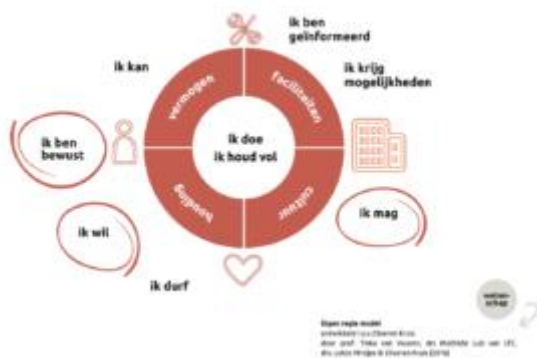 ik ben
geïnformeerd
ik kan
ik krijg
mogelijkheden
vermogen
faciliteiten
ik ben
bewust
ik doe
ik houd vol
houding
cultuur
ik mag
ik wil
ik durf
Eigen regie model